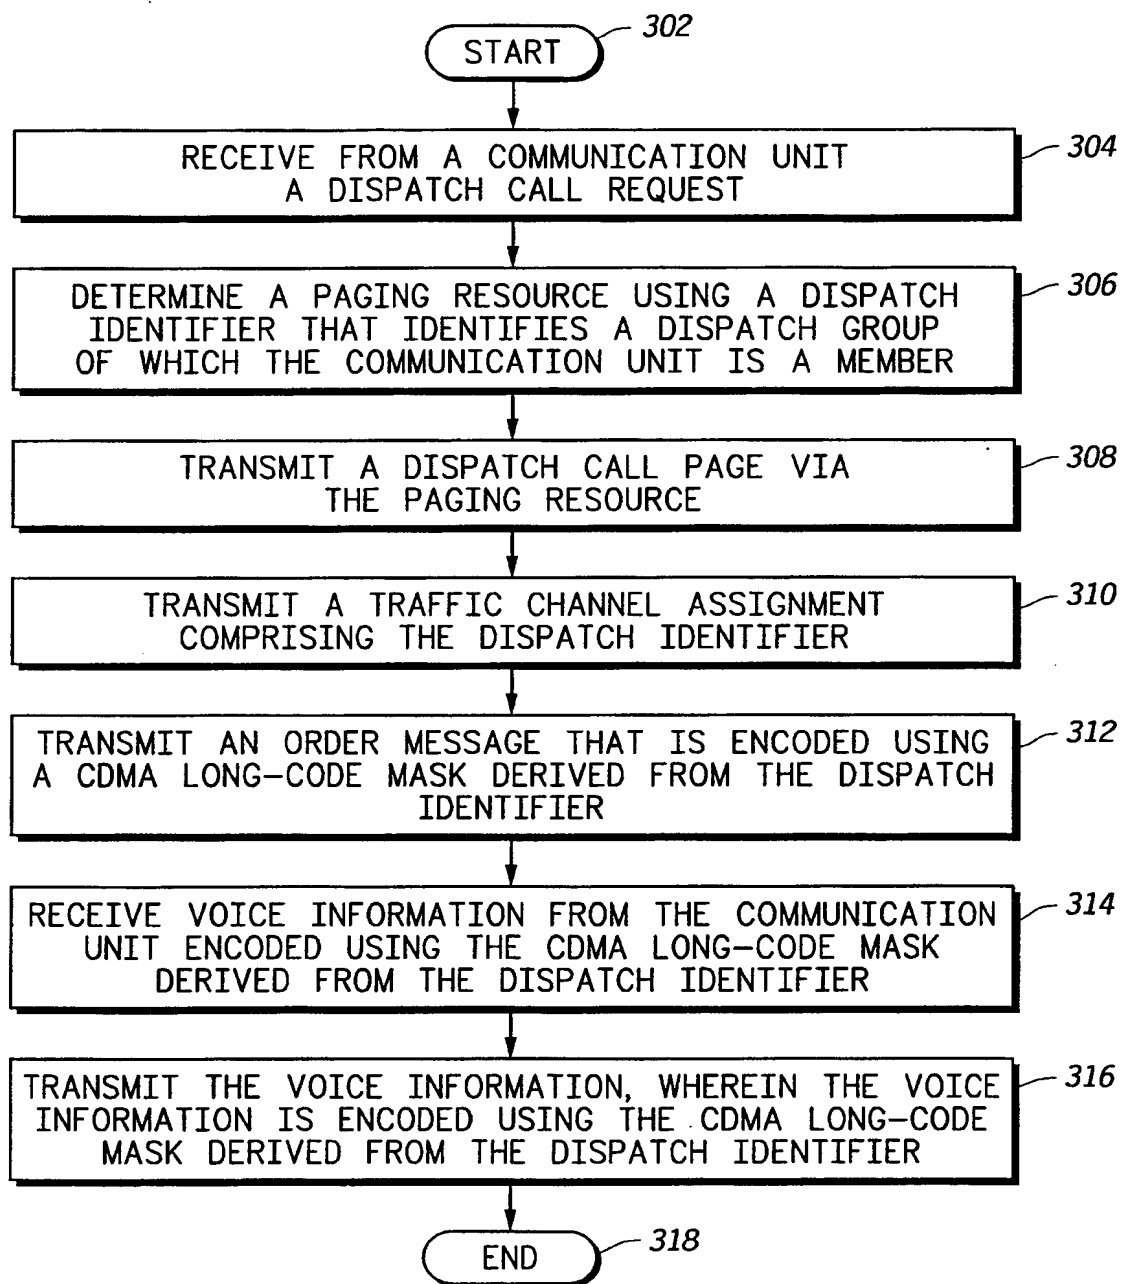 START
302
RECEIVE FROM A COMMUNICATION UNIT
A DISPATCH CALL REQUEST
304
DETERMINE A PAGING RESOURCE USING A DISPATCH
IDENTIFIER THAT IDENTIFIES A DISPATCH GROUP
OF WHICH THE COMMUNICATION UNIT IS A MEMBER
306
TRANSMIT A DISPATCH CALL PAGE VIA
THE PAGING RESOURCE
308
TRANSMIT A TRAFFIC CHANNEL ASSIGNMENT
COMPRISING THE DISPATCH IDENTIFIER
310
TRANSMIT AN ORDER MESSAGE THAT IS ENCODED USING
A CDMA LONG-CODE MASK DERIVED FROM THE DISPATCH
IDENTIFIER
312
RECEIVE VOICE INFORMATION FROM THE COMMUNICATION
UNIT ENCODED USING THE CDMA LONG-CODE MASK
DERIVED FROM THE DISPATCH IDENTIFIER
314
TRANSMIT THE VOICE INFORMATION, WHEREIN THE VOICE
INFORMATION IS ENCODED USING THE CDMA LONG-CODE
MASK DERIVED FROM THE DISPATCH IDENTIFIER
316
END
318